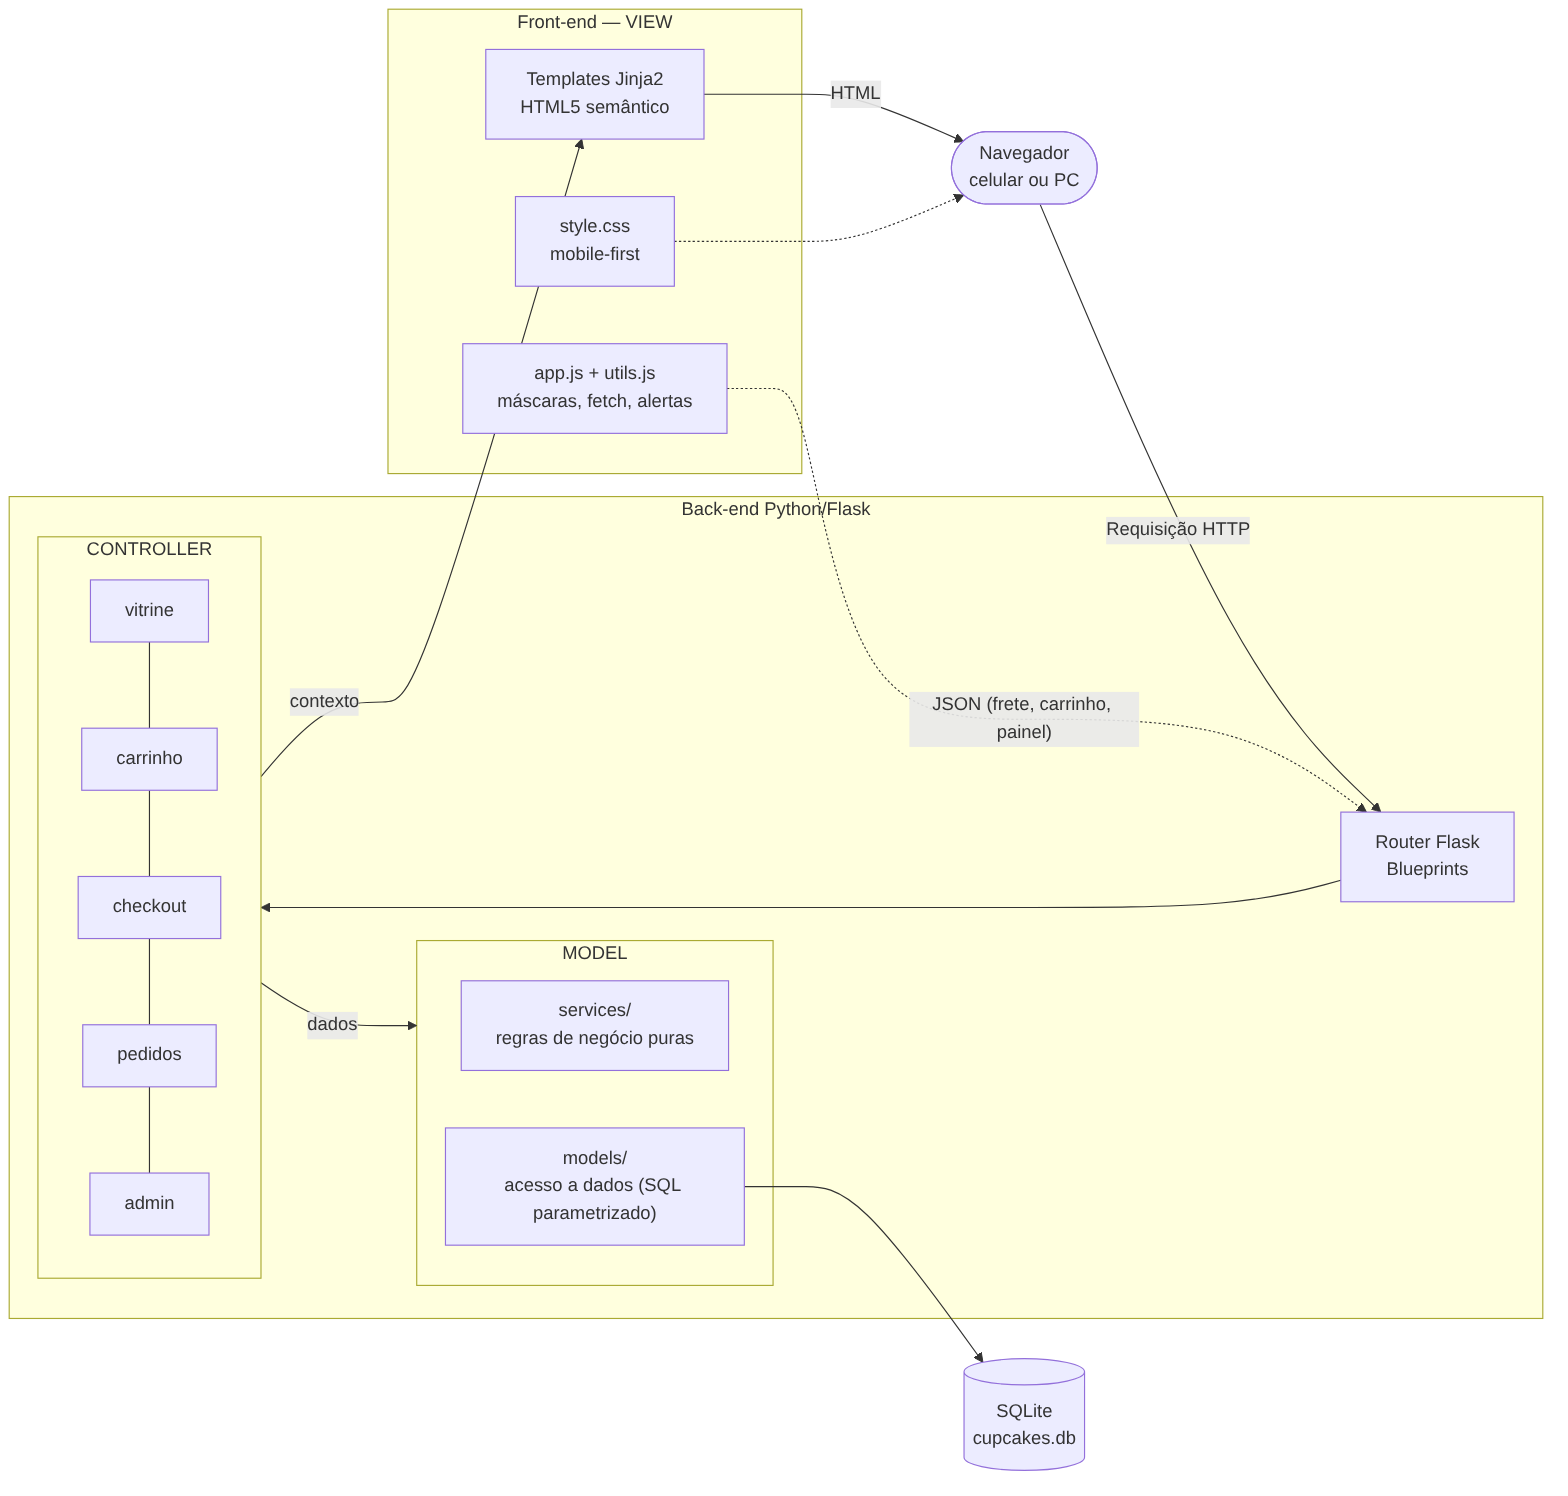 Front-end — VIEW
Templates Jinja2
HTML5 semântico
HTML
Navegador
celular ou PC
style.css
mobile-first
app.js + utils.js
máscaras, fetch, alertas
Back-end Python/Flask
Requisição HTTP
CONTROLLER
vitrine
contexto
JSON (frete, carrinho,
painel)
carrinho
Router Flask
Blueprints
checkout
MODEL
services/
regras de negócio puras
dados
pedidos
models/
acesso a dados (SQL
parametrizado)
admin
SQLite
cupcakes.db